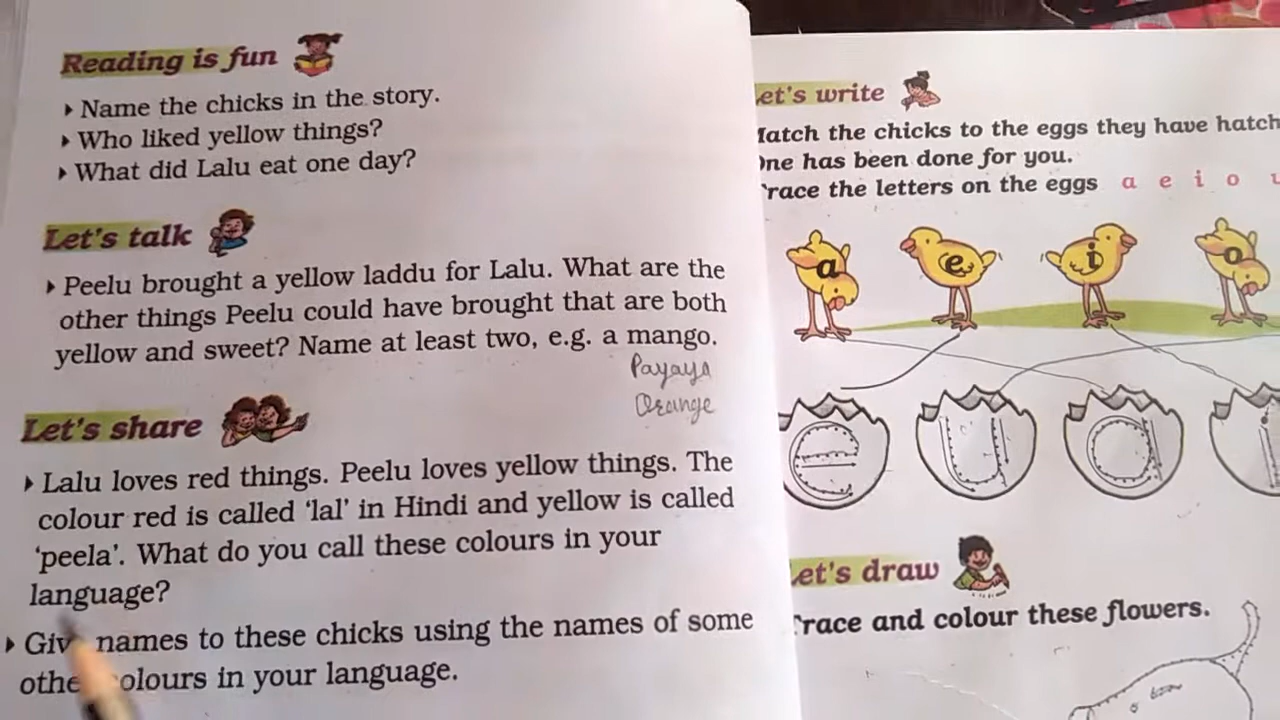 Reading is fun
Name the chicks in the story.
Who liked yellow things?
What did Lalu eat one day?
Let's talk
Peelu brought a yellow laddu for Lalu. What are the
other things Peelu could have brought that are both
yellow and sweet? Name at least two, e.g. a mango.
Payaya
Orange
Let's share
Lalu loves red things. Peelu loves yellow things. The
colour red is called 'lal' in Hindi and yellow is called
'peela'. What do you call these colours in your
language?
Giv names to these chicks using the names of some
othe olours in your language.
et's write
atch the chicks to the eggs they have hatch
ne has been done for you.
race the letters on the eggs a e i o
a e i o
e u a i
et's draw
race and colour these flowers.